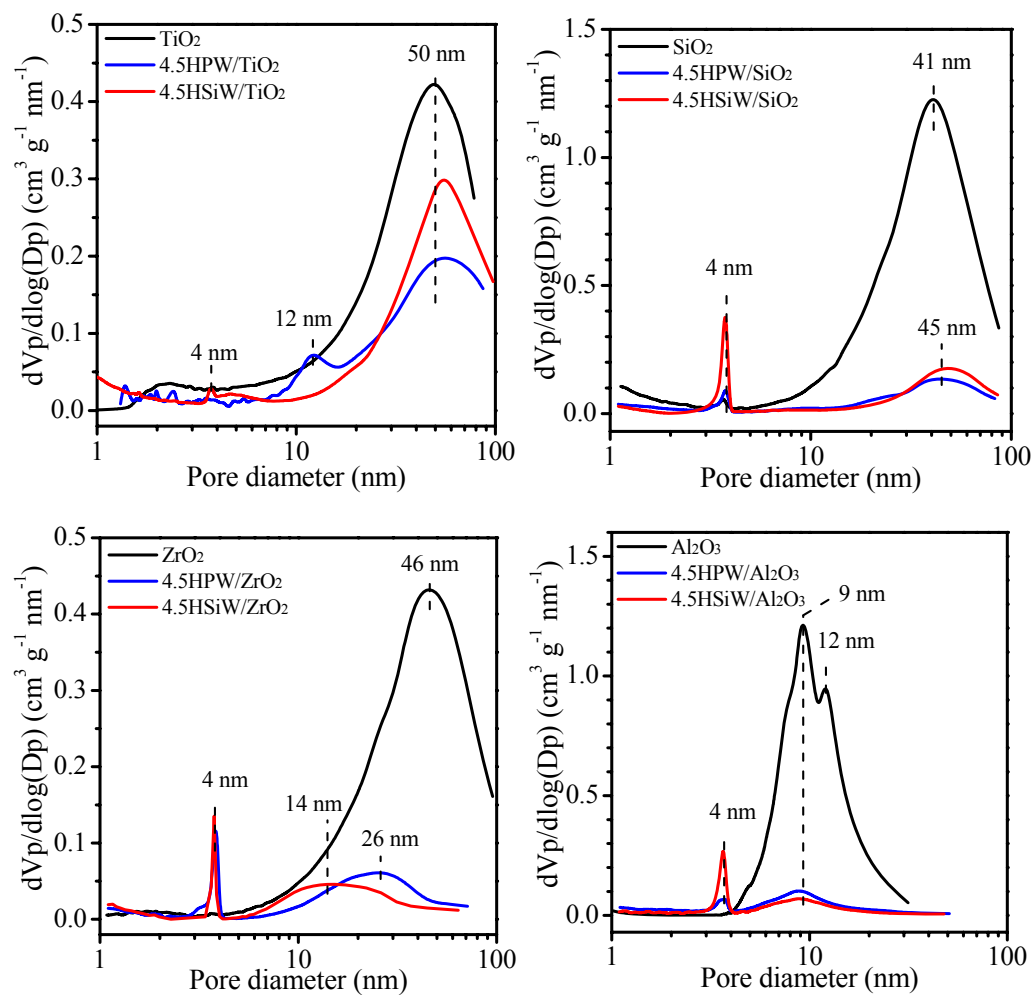 dVp/dlog(Dp) (cm³ g⁻¹ nm⁻¹)
0.5
0.4
0.3
0.2
0.1
0.0
TiO₂
4.5HPW/TiO₂
4.5HSiW/TiO₂
50 nm
12 nm
4 nm
1 10 100
Pore diameter (nm)
dVp/dlog(Dp) (cm³ g⁻¹ nm⁻¹)
1.5
1.0
0.5
0.0
SiO₂
4.5HPW/SiO₂
4.5HSiW/SiO₂
41 nm
4 nm
45 nm
1 10 100
Pore diameter (nm)
dVp/dlog(Dp) (cm³ g⁻¹ nm⁻¹)
0.5
0.4
0.3
0.2
0.1
0.0
ZrO₂
4.5HPW/ZrO₂
4.5HSiW/ZrO₂
46 nm
4 nm
14 nm
26 nm
1 10 100
Pore diameter (nm)
dVp/dlog(Dp) (cm³ g⁻¹ nm⁻¹)
1.5
1.0
0.5
0.0
Al₂O₃
4.5HPW/Al₂O₃
4.5HSiW/Al₂O₃
9 nm
12 nm
4 nm
1 10 100
Pore diameter (nm)